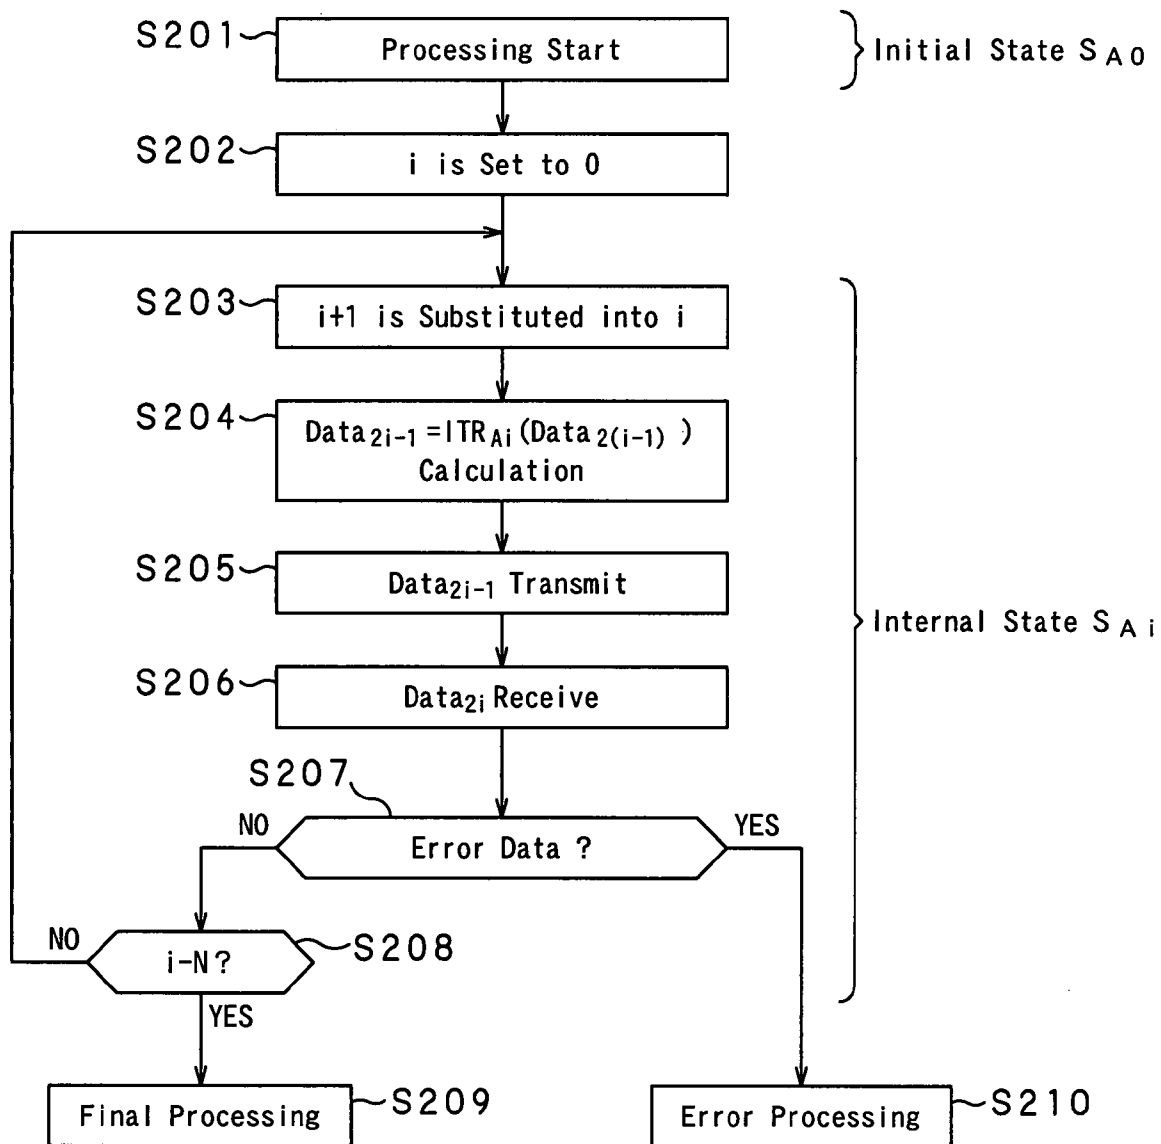 S201
Processing Start
Initial State S A0
S202
i is Set to 0
S203
i+1 is Substituted into i
S204
Data2i-1=ITRAi(Data2(i-1))
Calculation
S205
Data2i-1 Transmit
Internal State S Ai
S206
Data2i Receive
S207
NO
YES
Error Data ?
NO
S208
i-N?
YES
Final Processing
S209
Error Processing
S210